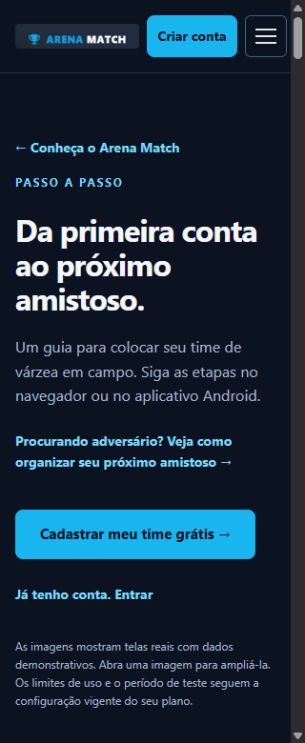 ARENA MATCH
Criar conta
← Conheça o Arena Match
PASSO A PASSO
Da primeira conta
ao próximo
amistoso.
Um guia para colocar seu time de
várzea em campo. Siga as etapas no
navegador ou no aplicativo Android.
Procurando adversário? Veja como
organizar seu próximo amistoso →
Cadastrar meu time grátis →
Já tenho conta. Entrar
As imagens mostram telas reais com dados
demonstrativos. Abra uma imagem para ampliá-la.
Os limites de uso e o período de teste seguem a
configuração vigente do seu plano.